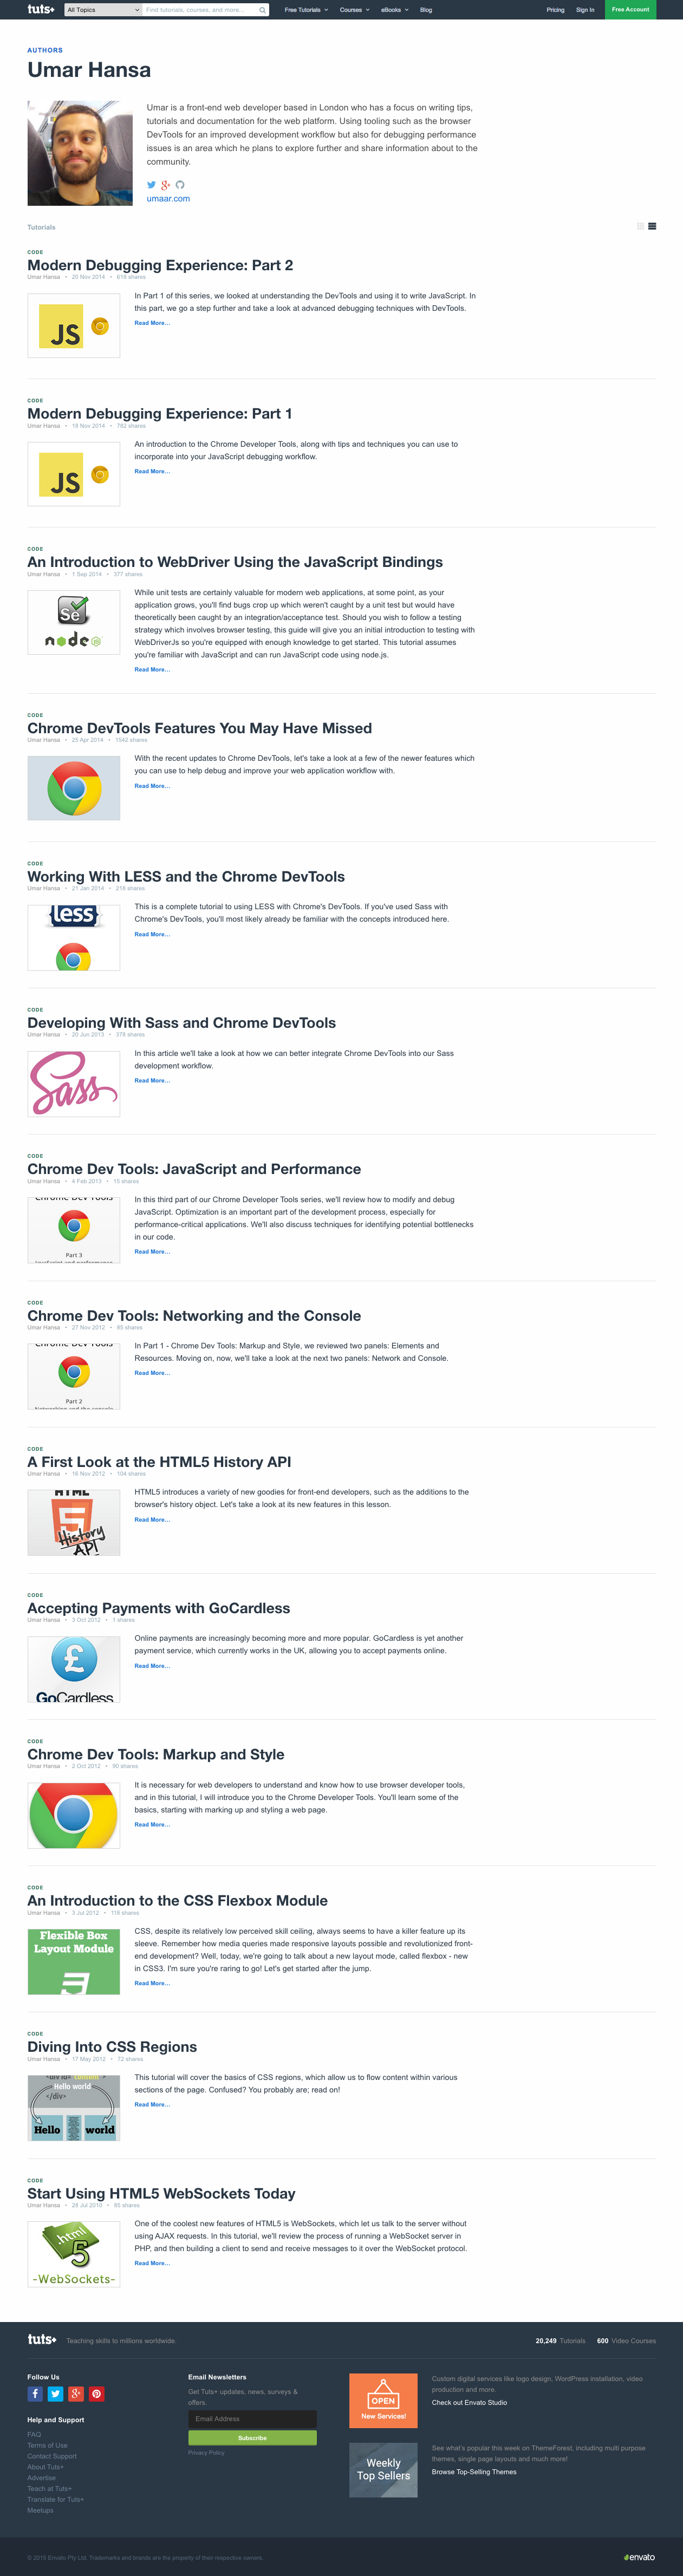 tuts+
All Topics
Find tutorials, courses, and more...
Free Tutorials
Courses
eBooks
Blog
Pricing
Sign In
Free Account
AUTHORS
Umar Hansa
Umar is a front-end web developer based in London who has a focus on writing tips,
tutorials and documentation for the web platform. Using tooling such as the browser
DevTools for an improved development workflow but also for debugging performance
issues is an area which he plans to explore further and share information about to the
community.
umaar.com
Tutorials
CODE
Modern Debugging Experience: Part 2
Umar Hansa • 20 Nov 2014 • 618 shares
JS
In Part 1 of this series, we looked at understanding the DevTools and using it to write JavaScript. In
this part, we go a step further and take a look at advanced debugging techniques with DevTools.
Read More...
CODE
Modern Debugging Experience: Part 1
Umar Hansa • 19 Nov 2014 • 762 shares
JS
An introduction to the Chrome Developer Tools, along with tips and techniques you can use to
incorporate into your JavaScript debugging workflow.
Read More...
CODE
An Introduction to WebDriver Using the JavaScript Bindings
Umar Hansa • 1 Sep 2014 • 377 shares
Se
node
While unit tests are certainly valuable for modern web applications, at some point, as your
application grows, you'll find bugs crop up which weren't caught by a unit test but would have
theoretically been caught by an integration/acceptance test. Should you wish to follow a testing
strategy which involves browser testing, this guide will give you an initial introduction to testing with
WebDriverJs so you're equipped with enough knowledge to get started. This tutorial assumes
you're familiar with JavaScript and can run JavaScript code using node.js.
Read More...
CODE
Chrome DevTools Features You May Have Missed
Umar Hansa • 25 Apr 2014 • 1542 shares
With the recent updates to Chrome DevTools, let's take a look at a few of the newer features which
you can use to help debug and improve your web application workflow with.
Read More...
CODE
Working With LESS and the Chrome DevTools
Umar Hansa • 21 Jan 2014 • 218 shares
less
This is a complete tutorial to using LESS with Chrome's DevTools. If you've used Sass with
Chrome's DevTools, you'll most likely already be familiar with the concepts introduced here.
Read More...
CODE
Developing With Sass and Chrome DevTools
Umar Hansa • 20 Jun 2013 • 378 shares
Sass
In this article we'll take a look at how we can better integrate Chrome DevTools into our Sass
development workflow.
Read More...
CODE
Chrome Dev Tools: JavaScript and Performance
Umar Hansa • 4 Feb 2013 • 15 shares
Chrome Dev Tools
Part 3
JavaScript and performance
In this third part of our Chrome Developer Tools series, we'll review how to modify and debug
JavaScript. Optimization is an important part of the development process, especially for
performance-critical applications. We'll also discuss techniques for identifying potential bottlenecks
in our code.
Read More...
CODE
Chrome Dev Tools: Networking and the Console
Umar Hansa • 27 Nov 2012 • 95 shares
Chrome Dev Tools
Part 2
Networking and the console
In Part 1 - Chrome Dev Tools: Markup and Style, we reviewed two panels: Elements and
Resources. Moving on, now, we'll take a look at the next two panels: Network and Console.
Read More...
CODE
A First Look at the HTML5 History API
Umar Hansa • 16 Nov 2012 • 104 shares
HTML
5
History
API
HTML5 introduces a variety of new goodies for front-end developers, such as the additions to the
browser's history object. Let's take a look at its new features in this lesson.
Read More...
CODE
Accepting Payments with GoCardless
Umar Hansa • 3 Oct 2012 • 1 shares
£
GoCardless
Online payments are increasingly becoming more and more popular. GoCardless is yet another
payment service, which currently works in the UK, allowing you to accept payments online.
Read More...
CODE
Chrome Dev Tools: Markup and Style
Umar Hansa • 2 Oct 2012 • 90 shares
It is necessary for web developers to understand and know how to use browser developer tools,
and in this tutorial, I will introduce you to the Chrome Developer Tools. You'll learn some of the
basics, starting with marking up and styling a web page.
Read More...
CODE
An Introduction to the CSS Flexbox Module
Umar Hansa • 3 Jul 2012 • 119 shares
Flexible Box
Layout Module
3
CSS, despite its relatively low perceived skill ceiling, always seems to have a killer feature up its
sleeve. Remember how media queries made responsive layouts possible and revolutionized front-
end development? Well, today, we're going to talk about a new layout mode, called flexbox - new
in CSS3. I'm sure you're raring to go! Let's get started after the jump.
Read More...
CODE
Diving Into CSS Regions
Umar Hansa • 17 May 2012 • 72 shares
<div id="content">
Hello world
</div>
Hello world
This tutorial will cover the basics of CSS regions, which allow us to flow content within various
sections of the page. Confused? You probably are; read on!
Read More...
CODE
Start Using HTML5 WebSockets Today
Umar Hansa • 28 Jul 2010 • 85 shares
html
5
-WebSockets-
One of the coolest new features of HTML5 is WebSockets, which let us talk to the server without
using AJAX requests. In this tutorial, we'll review the process of running a WebSocket server in
PHP, and then building a client to send and receive messages to it over the WebSocket protocol.
Read More...
tuts+ Teaching skills to millions worldwide.
20,249 Tutorials 600 Video Courses
Follow Us
Help and Support
FAQ
Terms of Use
Contact Support
About Tuts+
Advertise
Teach at Tuts+
Translate for Tuts+
Meetups
Email Newsletters
Get Tuts+ updates, news, surveys &
offers.
Email Address
Subscribe
Privacy Policy
OPEN
New Services!
Custom digital services like logo design, WordPress installation, video
production and more.
Check out Envato Studio
Weekly
Top Sellers
See what's popular this week on ThemeForest, including multi purpose
themes, single page layouts and much more!
Browse Top-Selling Themes
© 2015 Envato Pty Ltd. Trademarks and brands are the property of their respective owners.
envato